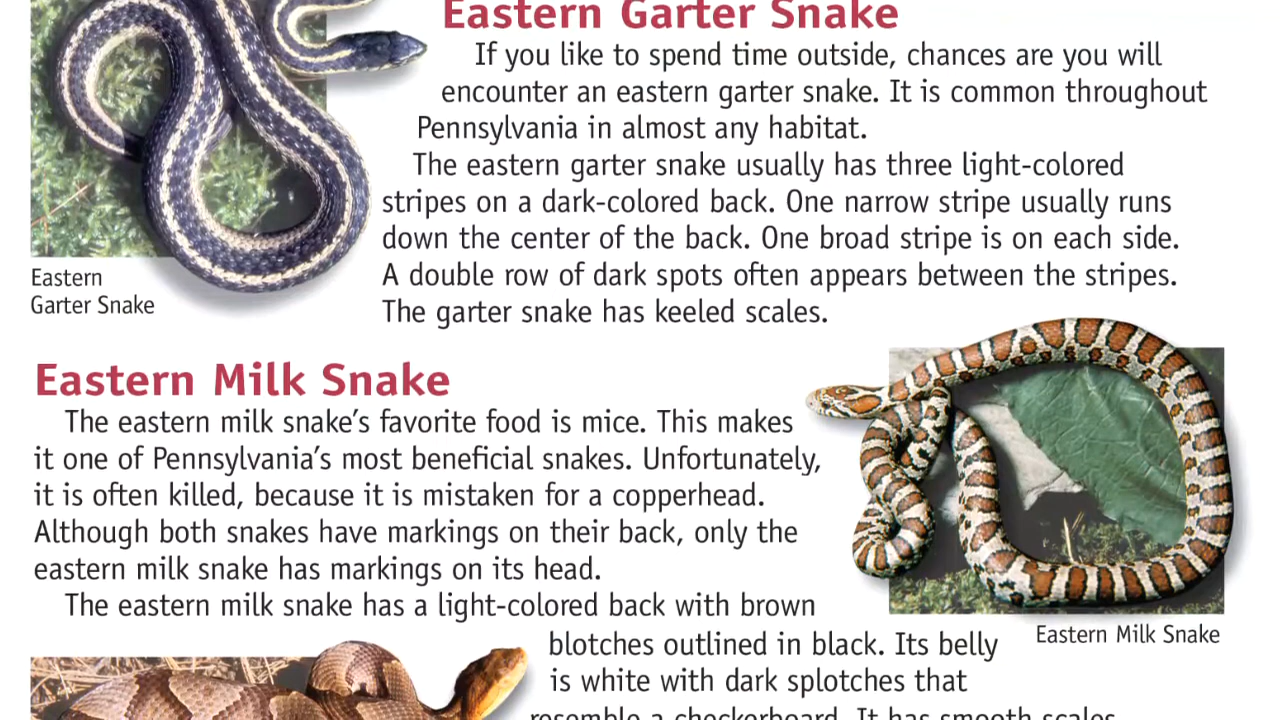 Eastern Garter Snake
If you like to spend time outside, chances are you will
encounter an eastern garter snake. It is common throughout
Pennsylvania in almost any habitat.
The eastern garter snake usually has three light-colored
stripes on a dark-colored back. One narrow stripe usually runs
down the center of the back. One broad stripe is on each side.
A double row of dark spots often appears between the stripes.
The garter snake has keeled scales.
Eastern
Garter Snake
Eastern Milk Snake
The eastern milk snake’s favorite food is mice. This makes
it one of Pennsylvania’s most beneficial snakes. Unfortunately,
it is often killed, because it is mistaken for a copperhead.
Although both snakes have markings on their back, only the
eastern milk snake has markings on its head.
The eastern milk snake has a light-colored back with brown
blotches outlined in black. Its belly
is white with dark splotches that
resemble a checkerboard. It has smooth scales
Eastern Milk Snake